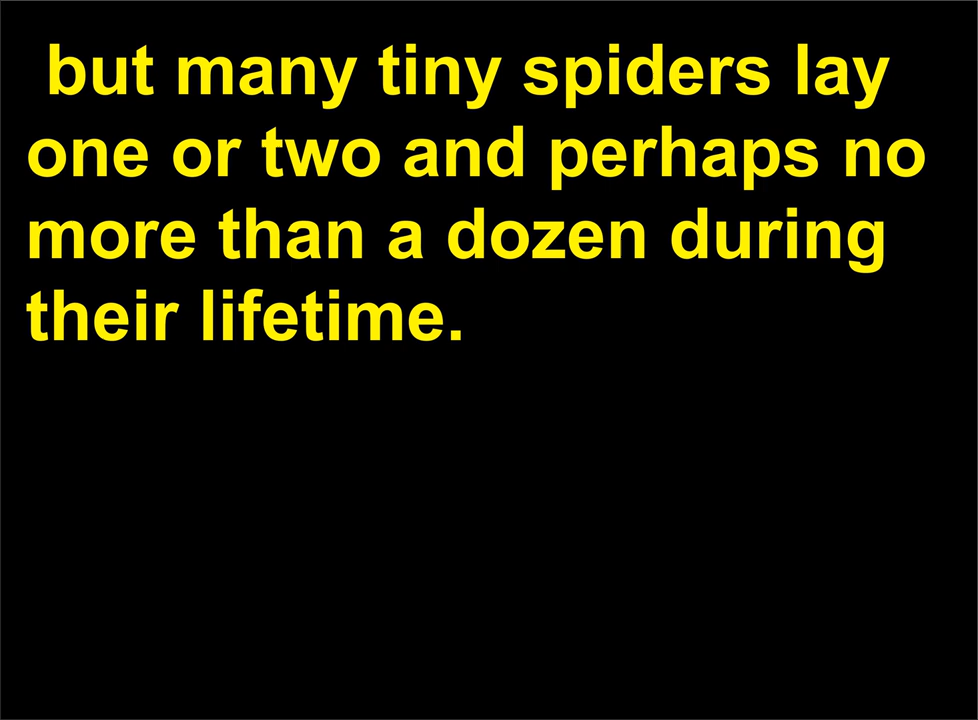 but many tiny spiders lay
one or two and perhaps no
more than a dozen during
their lifetime.